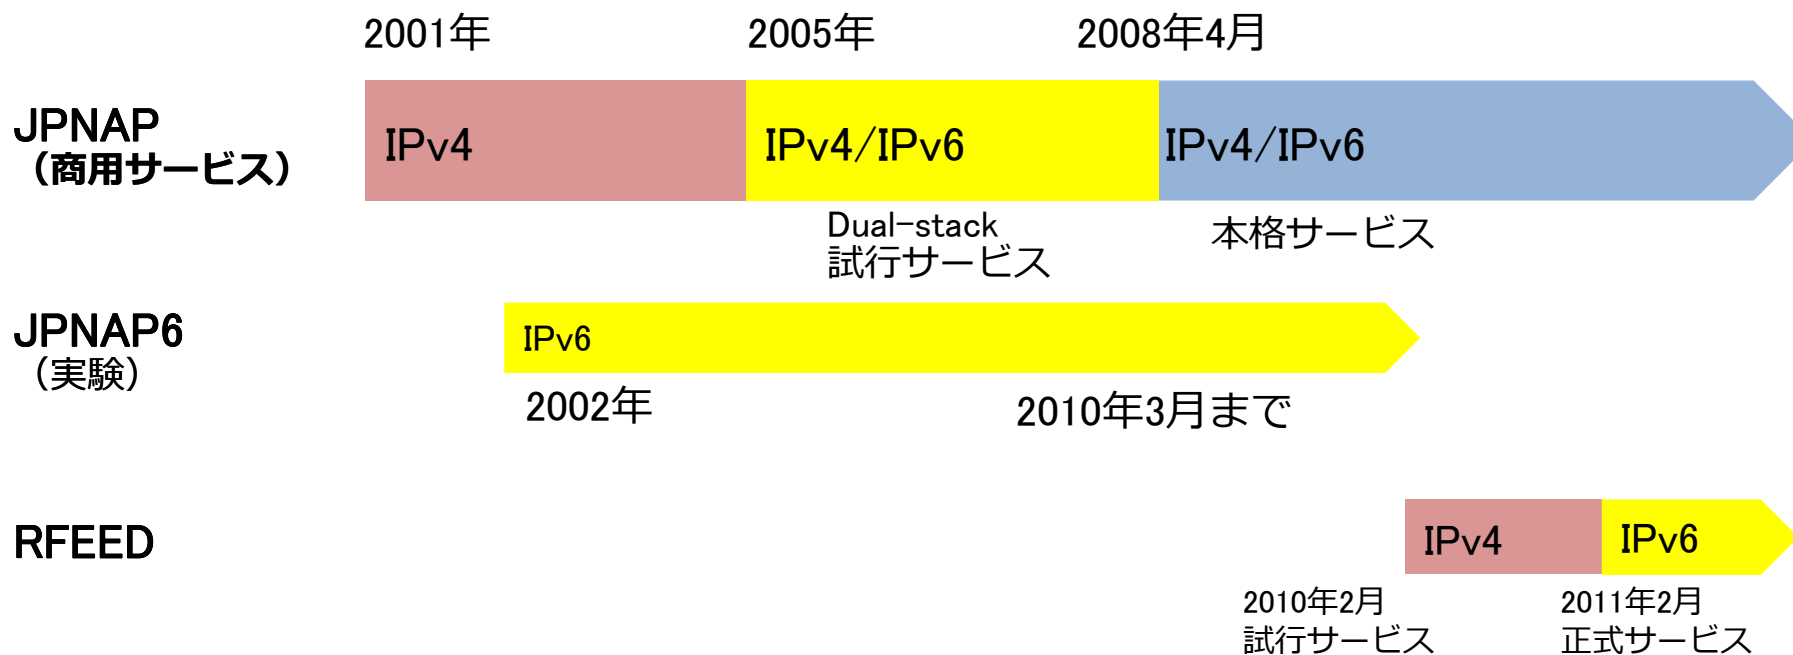 2001年 2005年 2008年4月
JPNAP
（商用サービス）
IPv4 IPv4/IPv6 IPv4/IPv6
Dual-stack
試行サービス
本格サービス
JPNAP6
（実験）
IPv6
2002年 2010年3月まで
RFEED
IPv4 IPv6
2010年2月
試行サービス
2011年2月
正式サービス